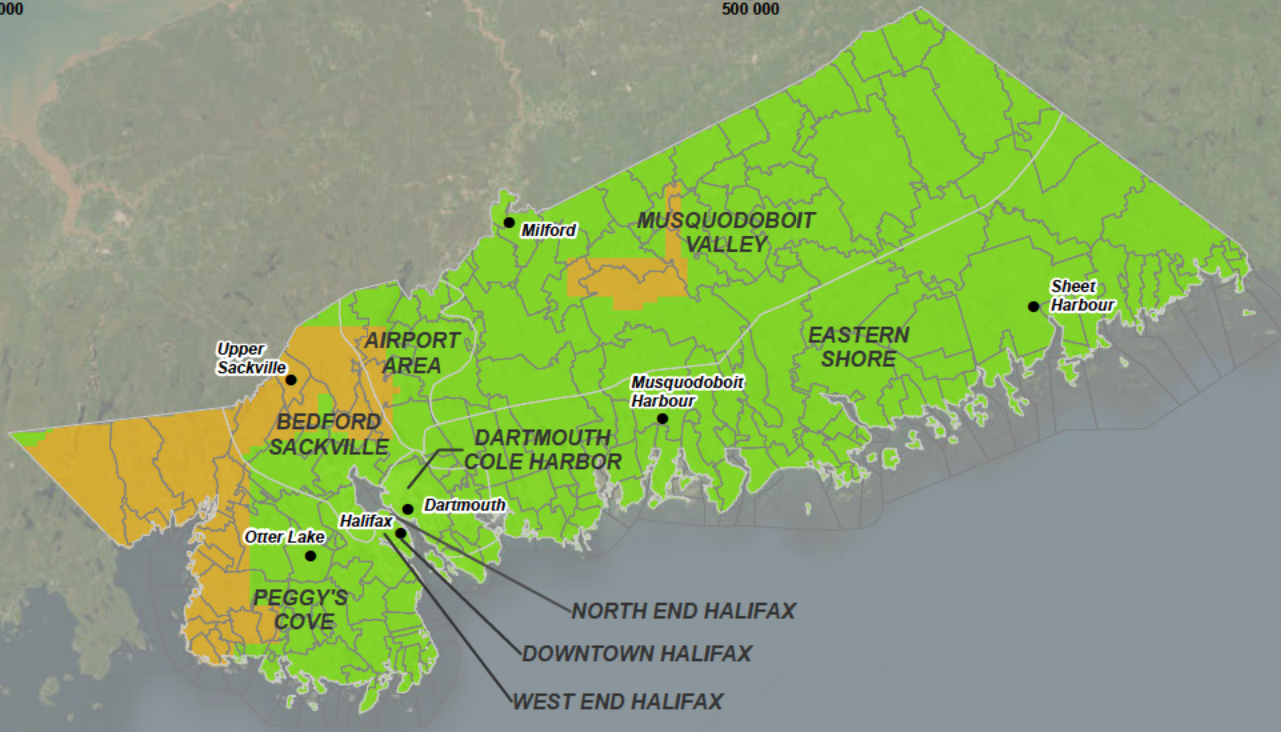 000
500 000
MUSQUODOBOIT
VALLEY
Milford
Sheet
Harbour
AIRPORT
AREA
EASTERN
SHORE
Upper
Sackville
Musquodoboit
Harbour
BEDFORD
SACKVILLE
DARTMOUTH
COLE HARBOR
Dartmouth
Halifax
Otter Lake
PEGGY'S
COVE
NORTH END HALIFAX
DOWNTOWN HALIFAX
WEST END HALIFAX